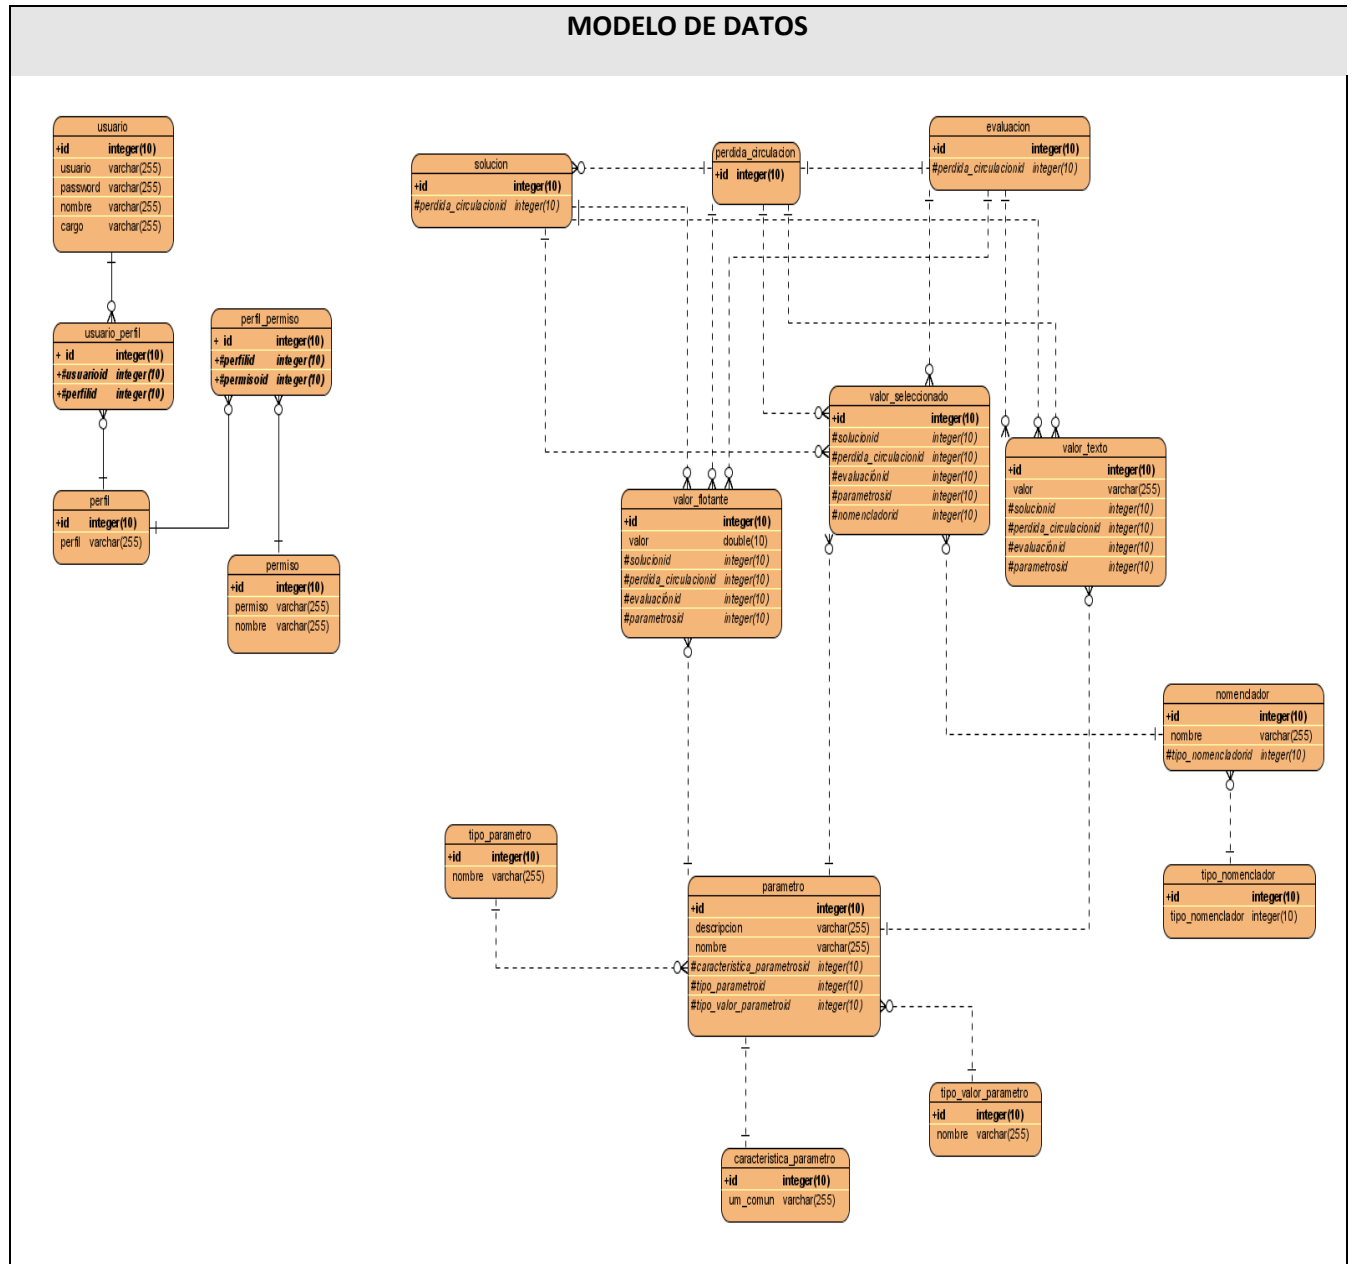 MODELO DE DATOS
usuario
+id integer(10)
usuario varchar(255)
password varchar(255)
nombre varchar(255)
cargo varchar(255)
solucion
+id integer(10)
#perdida_circulacionid integer(10)
perdida_circulacion
+id integer(10)
evaluacion
+id integer(10)
#perdida_circulacionid integer(10)
usuario_perfil
+ id integer(10)
+#usuarioid integer(10)
+#perfilid integer(10)
perfil_permiso
+ id integer(10)
+#perfilid integer(10)
+#permisoid integer(10)
perfil
+id integer(10)
perfil varchar(255)
permiso
+id integer(10)
permiso varchar(255)
nombre varchar(255)
valor_seleccionado
+id integer(10)
#solucionid integer(10)
#perdida_circulacionid integer(10)
#evaluaciónid integer(10)
#parametrosid integer(10)
#nomencladorid integer(10)
valor_texto
+id integer(10)
valor varchar(255)
#solucionid integer(10)
#perdida_circulacionid integer(10)
#evaluaciónid integer(10)
#parametrosid integer(10)
valor_flotante
+id integer(10)
valor double(10)
#solucionid integer(10)
#perdida_circulacionid integer(10)
#evaluaciónid integer(10)
#parametrosid integer(10)
nomenclador
+id integer(10)
nombre varchar(255)
#tipo_nomencladorid integer(10)
tipo_parametro
+id integer(10)
nombre varchar(255)
parametro
+id integer(10)
descripcion varchar(255)
nombre varchar(255)
#caracteristica_parametrosid integer(10)
#tipo_parametroid integer(10)
#tipo_valor_parametroid integer(10)
tipo_nomenclador
+id integer(10)
tipo_nomenclador integer(10)
tipo_valor_parametro
+id integer(10)
nombre varchar(255)
caracteristica_parametro
+id integer(10)
um_comun varchar(255)